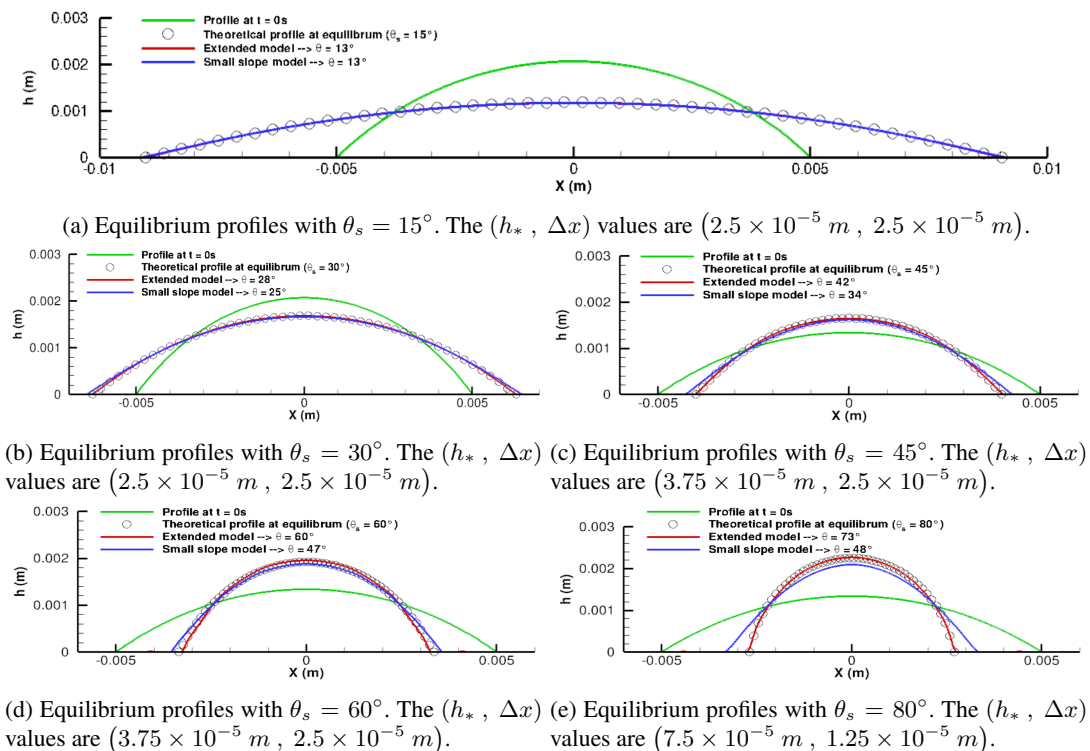 0.003
0.002
0.001
0
h (m)
Profile at t = 0s
Theoretical profile at equilibrum (θs = 15°)
Extended model --> θ = 13°
Small slope model --> θ = 13°
-0.01 -0.005 0 0.005 0.01
X (m)
(a) Equilibrium profiles with θs = 15°. The (h∗ , Δx) values are (2.5 × 10⁻⁵ m , 2.5 × 10⁻⁵ m).
0.003
0.002
0.001
0
h (m)
Profile at t = 0s
Theoretical profile at equilibrum (θs = 30°)
Extended model --> θ = 28°
Small slope model --> θ = 25°
-0.005 0 0.005
X (m)
0.003
0.002
0.001
0
h (m)
Profile at t = 0s
Theoretical profile at equilibrum (θs = 45°)
Extended model --> θ = 42°
Small slope model --> θ = 34°
-0.005 0 0.005
X (m)
(b) Equilibrium profiles with θs = 30°. The (h∗ , Δx)
values are (2.5 × 10⁻⁵ m , 2.5 × 10⁻⁵ m).
(c) Equilibrium profiles with θs = 45°. The (h∗ , Δx)
values are (3.75 × 10⁻⁵ m , 2.5 × 10⁻⁵ m).
0.003
0.002
0.001
0
h (m)
Profile at t = 0s
Theoretical profile at equilibrum (θs = 60°)
Extended model --> θ = 60°
Small slope model --> θ = 47°
-0.005 0 0.005
X (m)
0.003
0.002
0.001
0
h (m)
Profile at t = 0s
Theoretical profile at equilibrum (θs = 80°)
Extended model --> θ = 73°
Small slope model --> θ = 48°
-0.005 0 0.005
X (m)
(d) Equilibrium profiles with θs = 60°. The (h∗ , Δx)
values are (3.75 × 10⁻⁵ m , 2.5 × 10⁻⁵ m).
(e) Equilibrium profiles with θs = 80°. The (h∗ , Δx)
values are (7.5 × 10⁻⁵ m , 1.25 × 10⁻⁵ m).